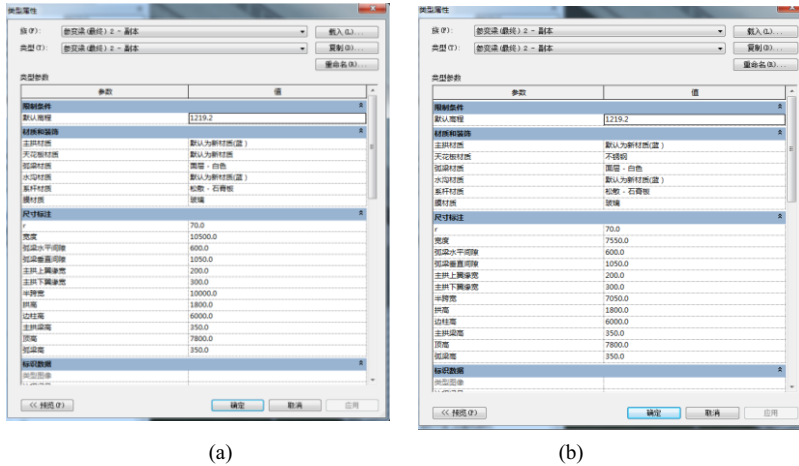 类型属性
族(F): 参变梁(最终)2 - 副本 载入(L)...
类型(T): 参变梁(最终)2 - 副本 复制(D)...
重命名(R)...
类型参数
参数 值
限制条件
默认高程 1219.2
材质和装饰
主拱材质 默认为新材质(蓝)
天花板材质 默认为新材质
弧梁材质 面层 - 白色
水沟材质 默认为新材质(蓝)
系杆材质 松散 - 石膏板
膜材质 玻璃
尺寸标注
r 70.0
宽度 10500.0
弧梁水平间隙 600.0
弧梁垂直间隙 1050.0
主拱上翼缘宽 200.0
主拱下翼缘宽 300.0
半跨宽 10000.0
拱高 1800.0
边柱高 6000.0
主拱梁高 350.0
顶高 7800.0
弧梁高 350.0
标识数据
类型图像
<< 预览(P) 确定 取消 应用
(a)
类型属性
族(F): 参变梁(最终)2 - 副本 载入(L)...
类型(T): 参变梁(最终)2 - 副本 复制(D)...
重命名(R)...
类型参数
参数 值
限制条件
默认高程 1219.2
材质和装饰
主拱材质 默认为新材质(蓝)
天花板材质 不锈钢
弧梁材质 面层 - 白色
水沟材质 默认为新材质(蓝)
系杆材质 松散 - 石膏板
膜材质 玻璃
尺寸标注
r 70.0
宽度 7550.0
弧梁水平间隙 600.0
弧梁垂直间隙 1050.0
主拱上翼缘宽 200.0
主拱下翼缘宽 300.0
半跨宽 7050.0
拱高 1800.0
边柱高 6000.0
主拱梁高 350.0
顶高 7800.0
弧梁高 350.0
标识数据
类型图像
<< 预览(P) 确定 取消 应用
(b)